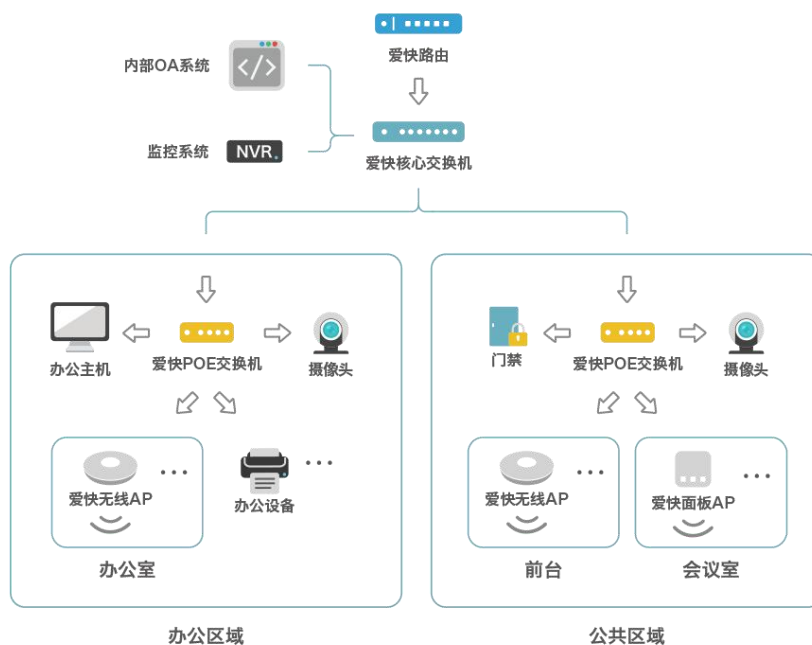 爱快路由
内部OA系统
</>
监控系统
NVR
爱快核心交换机
办公主机
爱快POE交换机
摄像头
爱快无线AP
办公设备
办公室
办公区域
门禁
爱快POE交换机
摄像头
爱快无线AP
爱快面板AP
前台
会议室
公共区域